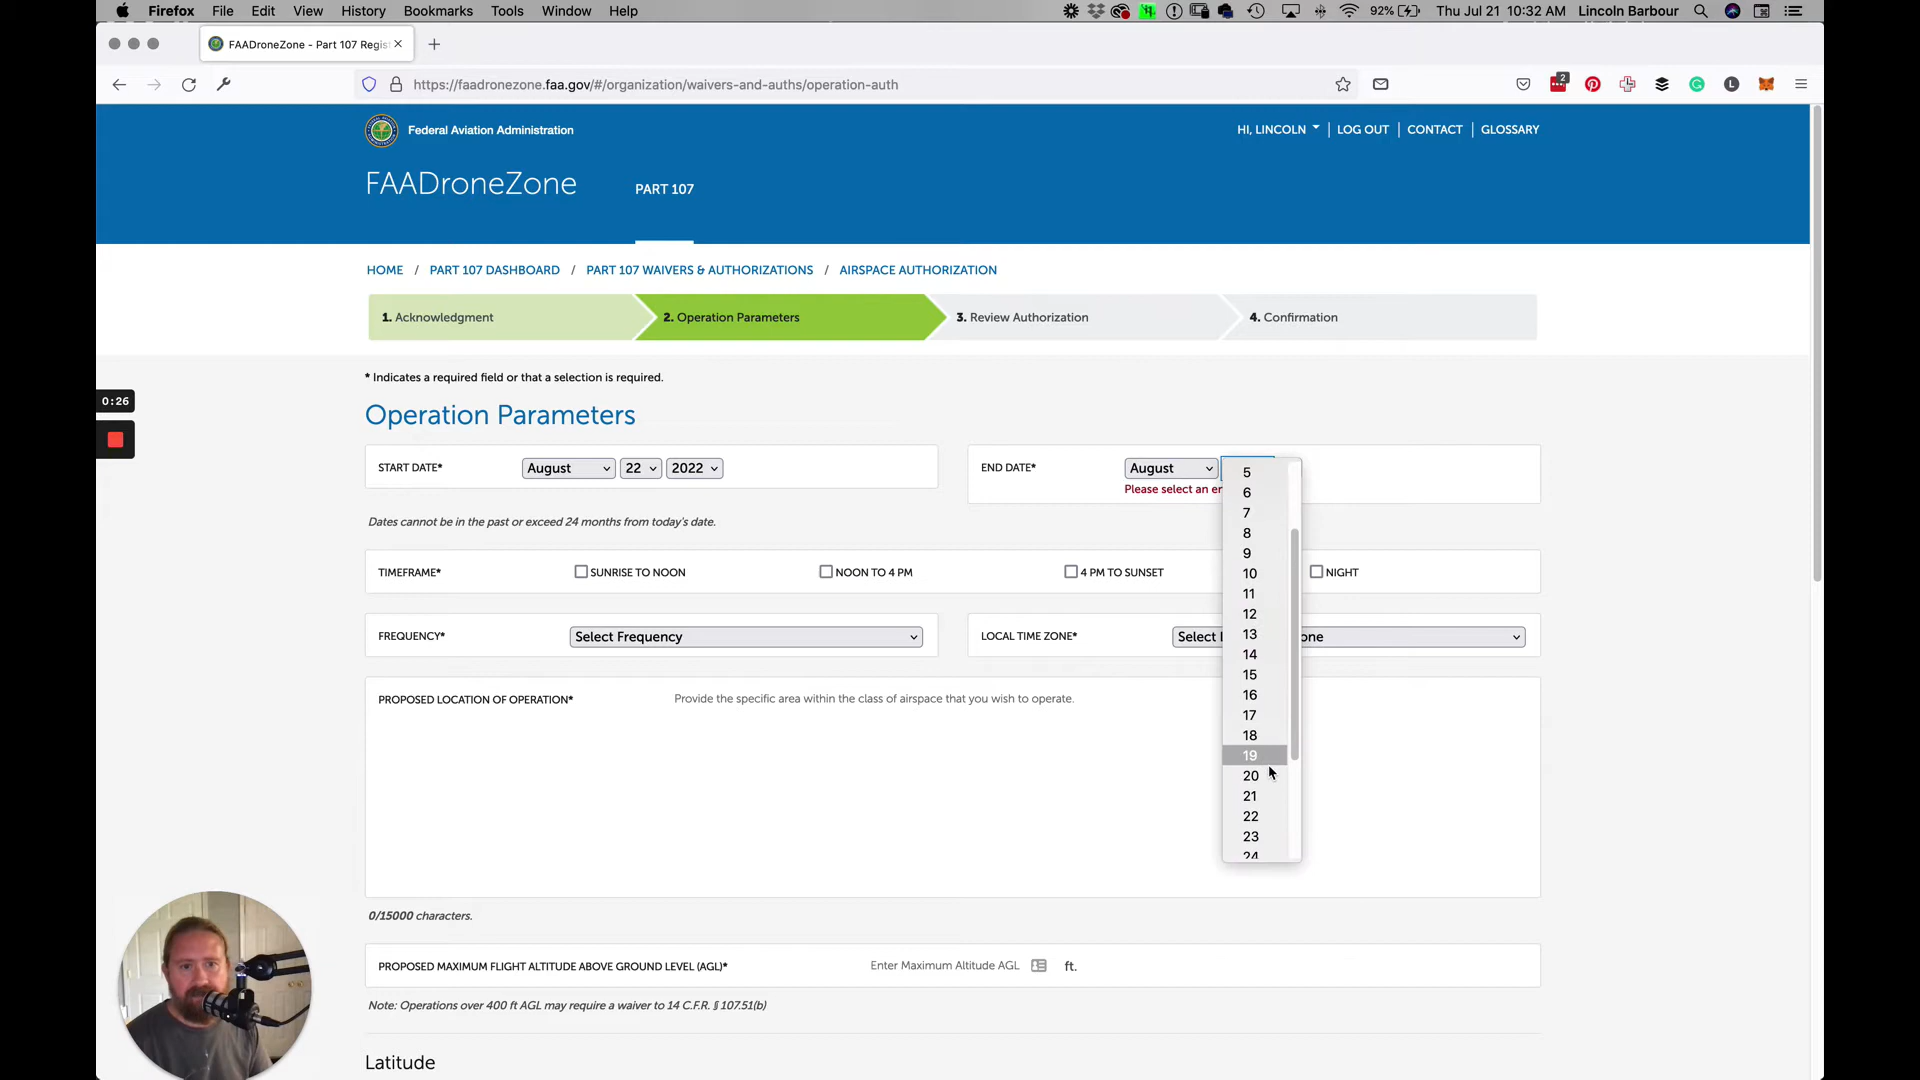 Firefox File Edit View History Bookmarks Tools Window Help 92% Thu Jul 21 10:32 AM Lincoln Barbour
FAADroneZone - Part 107 Regis
https://faadronezone.faa.gov/#/organization/waivers-and-auths/operation-auth
2
L
Federal Aviation Administration
HI, LINCOLN LOG OUT CONTACT GLOSSARY
FAADroneZone PART 107
HOME / PART 107 DASHBOARD / PART 107 WAIVERS & AUTHORIZATIONS / AIRSPACE AUTHORIZATION
1. Acknowledgment 2. Operation Parameters 3. Review Authorization 4. Confirmation
* Indicates a required field or that a selection is required.
0:26
Operation Parameters
START DATE* August 22 2022 END DATE* August
Please select an er
Dates cannot be in the past or exceed 24 months from today's date.
TIMEFRAME* SUNRISE TO NOON NOON TO 4 PM 4 PM TO SUNSET NIGHT
FREQUENCY* Select Frequency LOCAL TIME ZONE* Select one
PROPOSED LOCATION OF OPERATION* Provide the specific area within the class of airspace that you wish to operate.
5
6
7
8
9
10
11
12
13
14
15
16
17
18
19
20
21
22
23
24
0/15000 characters.
PROPOSED MAXIMUM FLIGHT ALTITUDE ABOVE GROUND LEVEL (AGL)* Enter Maximum Altitude AGL ft.
Note: Operations over 400 ft AGL may require a waiver to 14 C.F.R. § 107.51(b)
Latitude